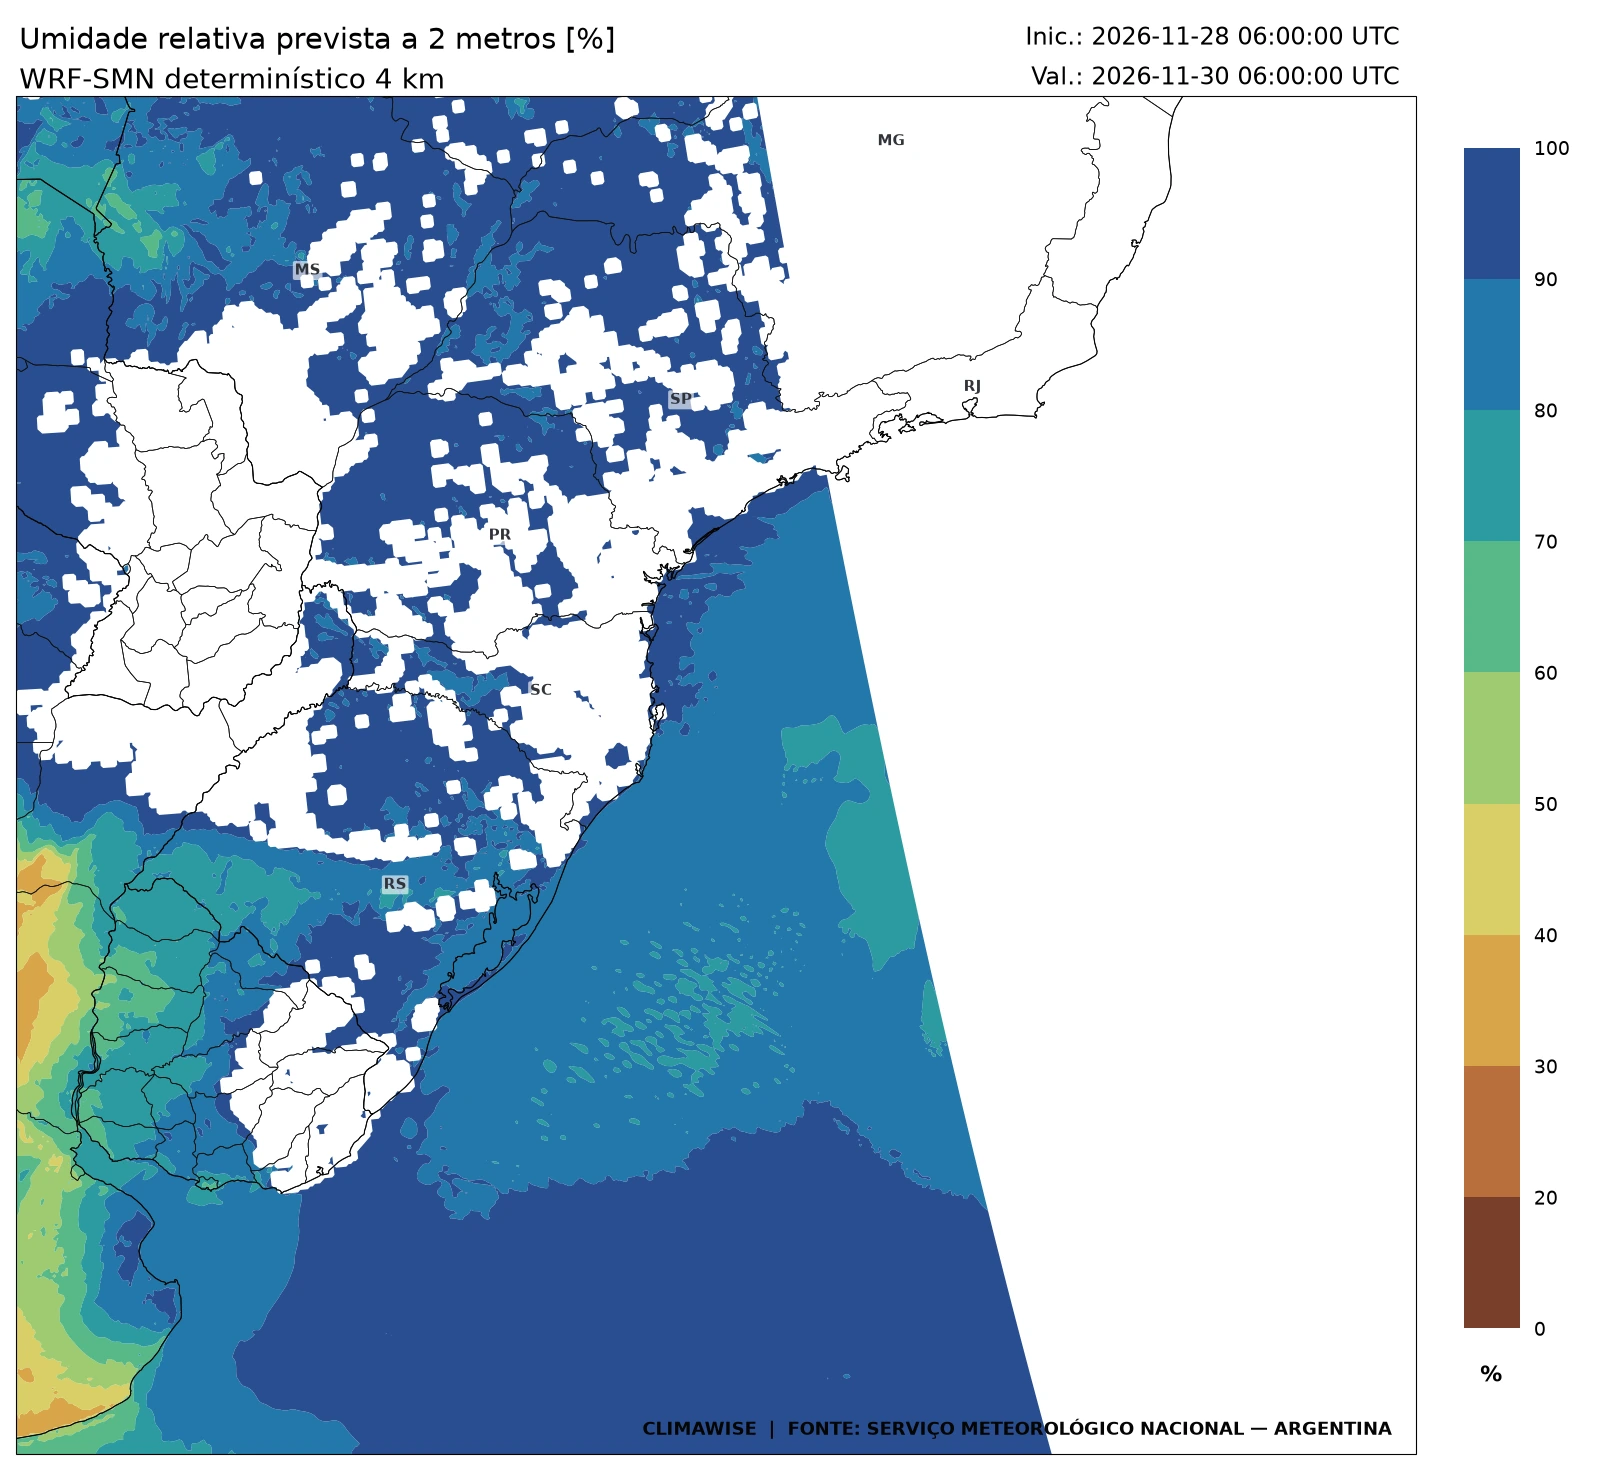 Umidade relativa prevista a 2 metros [%]
WRF-SMN determinístico 4 km
Inic.: 2026-11-28 06:00:00 UTC
Val.: 2026-11-30 06:00:00 UTC
MG
MS
RJ
SP
PR
SC
RS
100
90
80
70
60
50
40
30
20
0
%
CLIMAWISE | FONTE: SERVIÇO METEOROLÓGICO NACIONAL — ARGENTINA